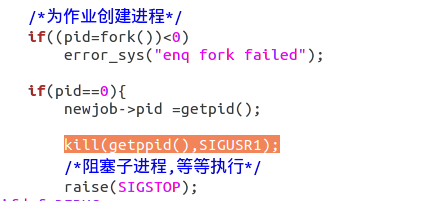 /*为作业创建进程*/
if((pid=fork())<0)
error_sys("enq fork failed");
if(pid==0){
newjob->pid =getpid();
kill(getppid(),SIGUSR1);
/*阻塞子进程,等等执行*/
raise(SIGSTOP);